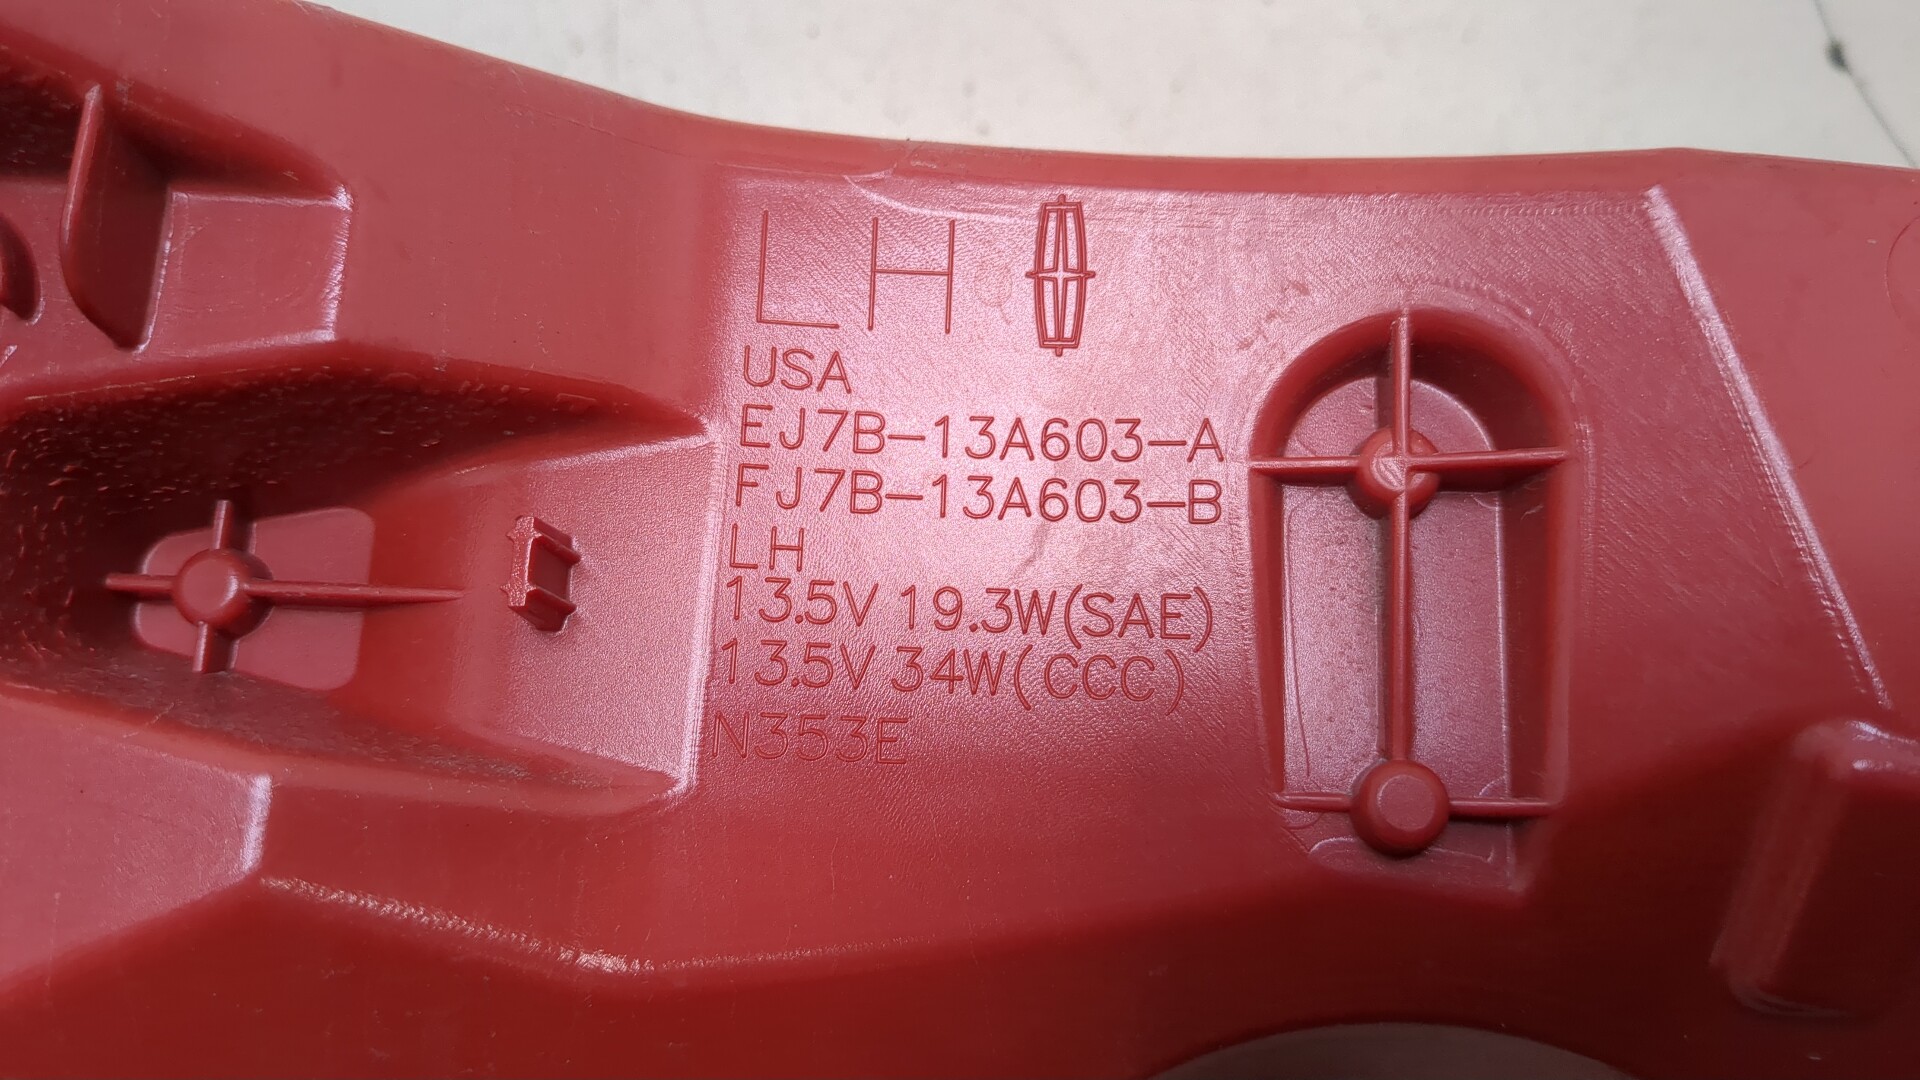 LH
USA
EJ7B-13A603-A
FJ7B-13A603-B
LH
13.5V 19.3W(SAE)
13.5V 34W(CCC)
N353E